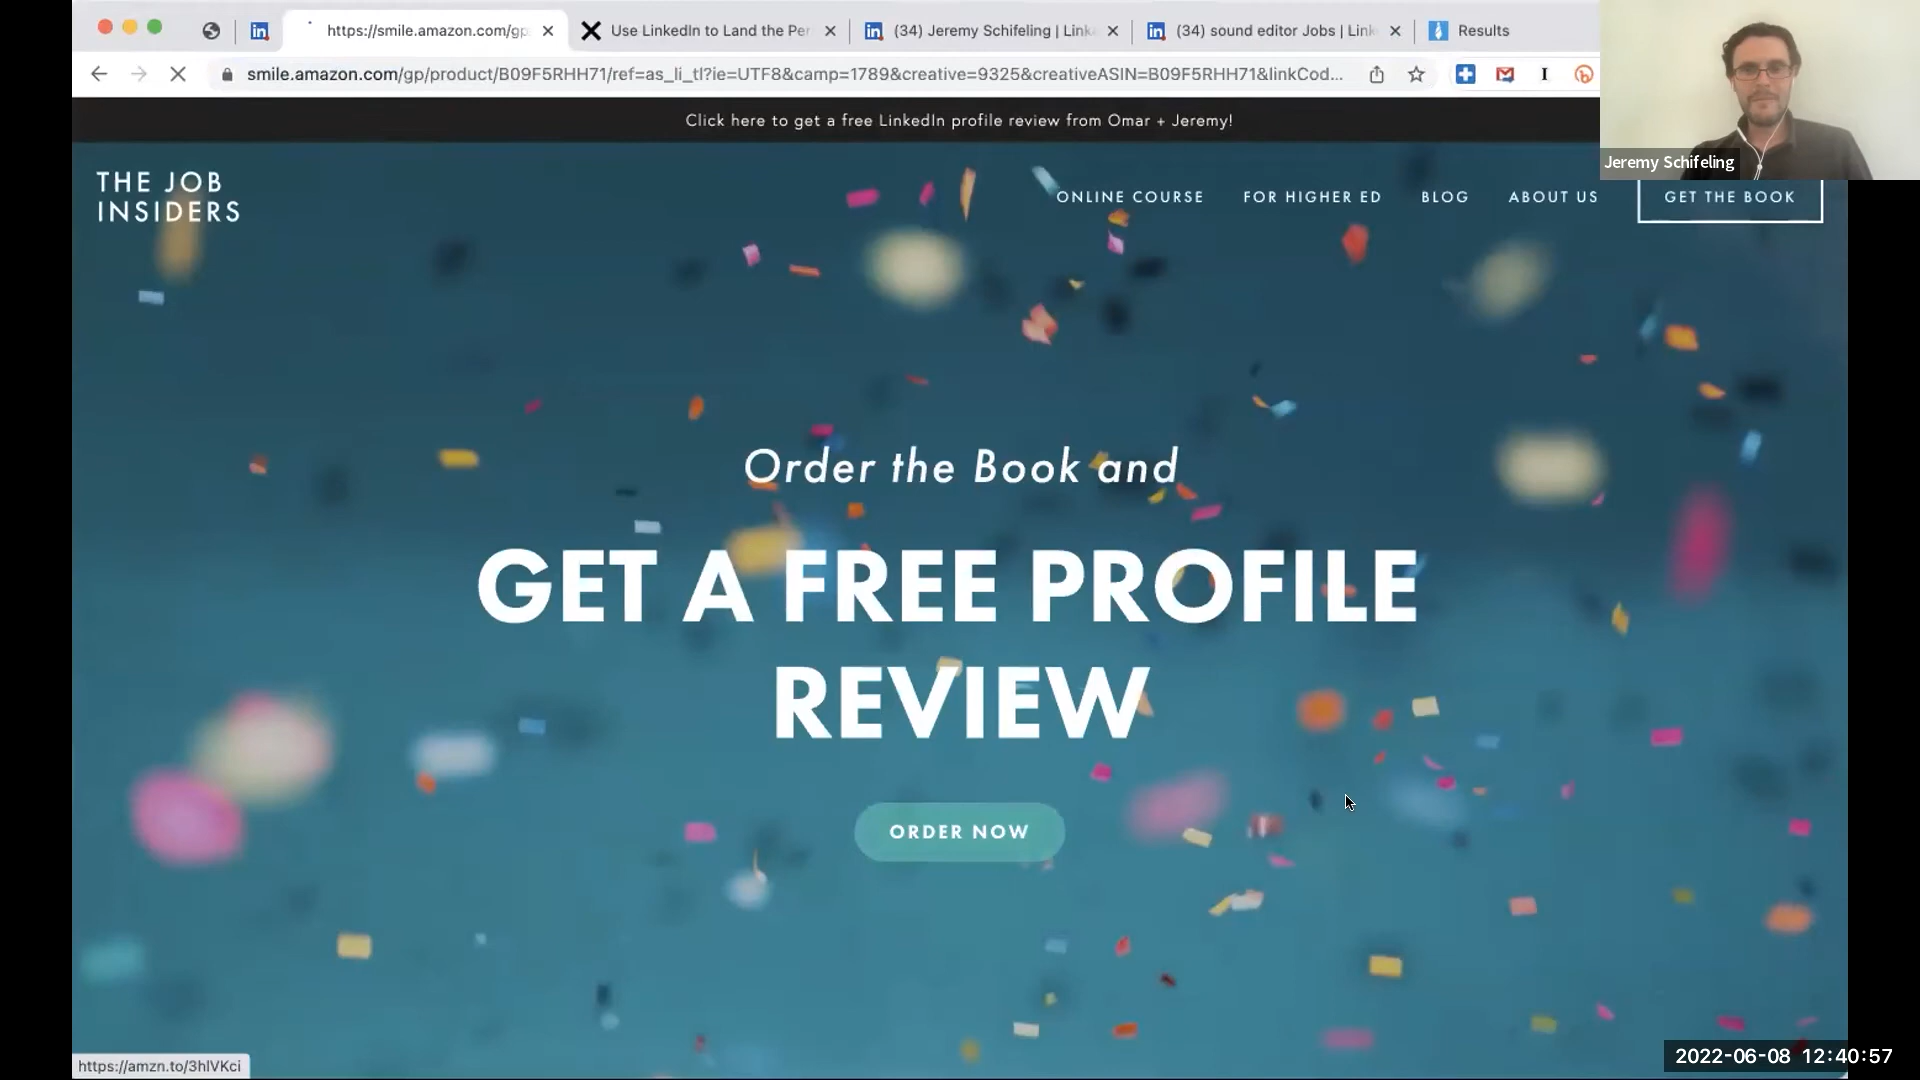 https://smile.amazon.com/gp
Use LinkedIn to Land the Per
(34) Jeremy Schifeling | Link
(34) sound editor Jobs | Link
Results
smile.amazon.com/gp/product/B09F5RHH71/ref=as_li_tl?ie=UTF8&camp=1789&creative=9325&creativeASIN=B09F5RHH71&linkCod...
Click here to get a free LinkedIn profile review from Omar + Jeremy!
Jeremy Schifeling
THE JOB
INSIDERS
ONLINE COURSE
FOR HIGHER ED
BLOG
ABOUT US
GET THE BOOK
Order the Book and
GET A FREE PROFILE
REVIEW
ORDER NOW
https://amzn.to/3hlVKci
2022-06-08 12:40:57